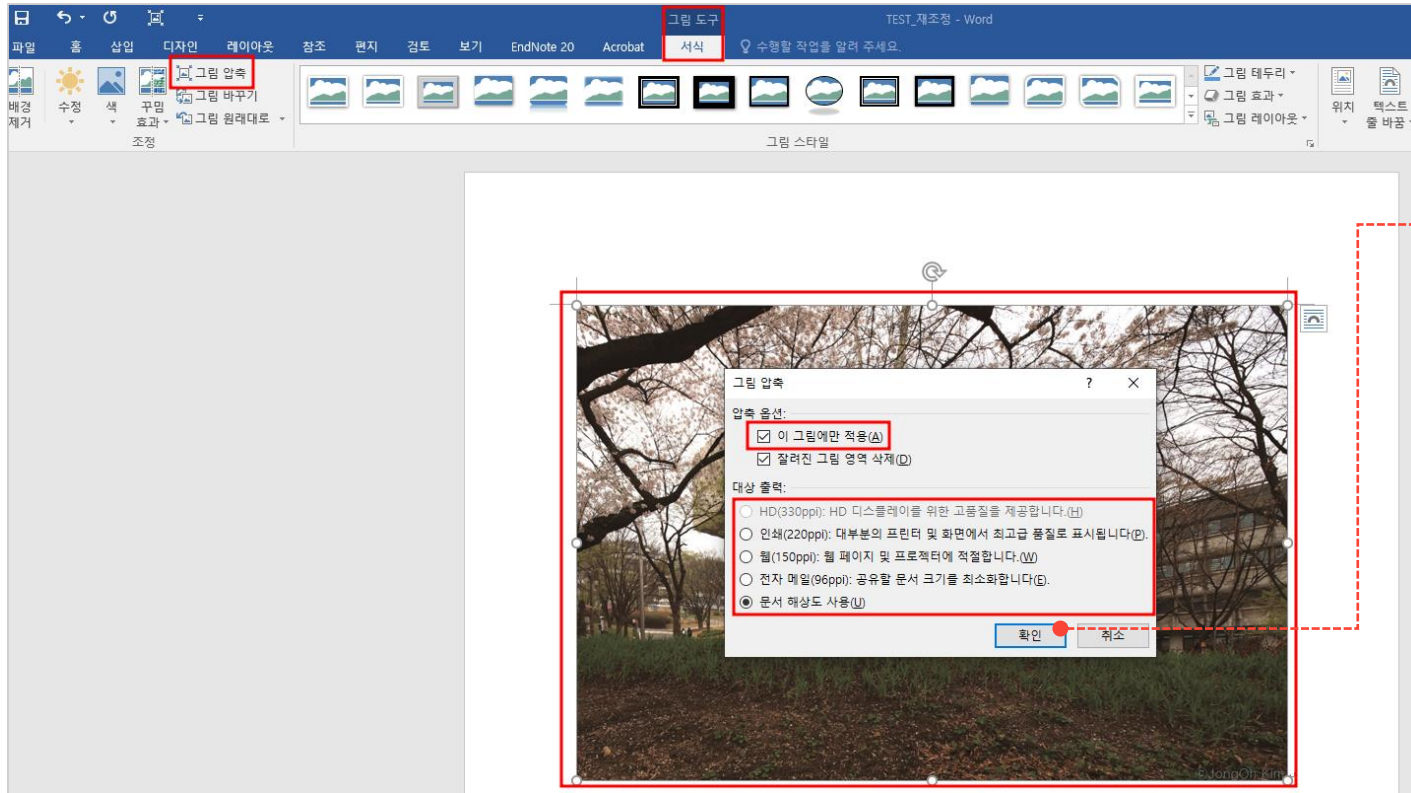 그림 도구
TEST_재조정 - Word
파일 홈 삽입 디자인 레이아웃 참조 편지 검토 보기 EndNote 20 Acrobat 서식 수행할 작업을 알려 주세요.
배경
제거
수정
색
꾸밈
효과
그림 압축
그림 바꾸기
그림 원래대로
그림 테두리
그림 효과
그림 레이아웃
위치
텍스트
줄 바꿈
조정
그림 스타일
그림 압축 ?
압축 옵션:
이 그림에만 적용(A)
잘려진 그림 영역 삭제(D)
대상 출력:
HD(330ppi): HD 디스플레이를 위한 고품질을 제공합니다.(H)
인쇄(220ppi): 대부분의 프린터 및 화면에서 최고급 품질로 표시됩니다(P).
웹(150ppi): 웹 페이지 및 프로젝터에 적절합니다.(W)
전자 메일(96ppi): 공유할 문서 크기를 최소화합니다(E).
문서 해상도 사용(U)
확인 취소